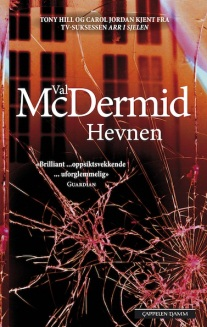 TONY HILL OG CAROL JORDAN KJENT FRA
TV-SUKSESSEN ARR I SJELEN
Val
McDermid
Hevnen
«Brilliant ...oppsiktsvekkende
... uforglemmelig»
GUARDIAN
CAPPELEN DAMM